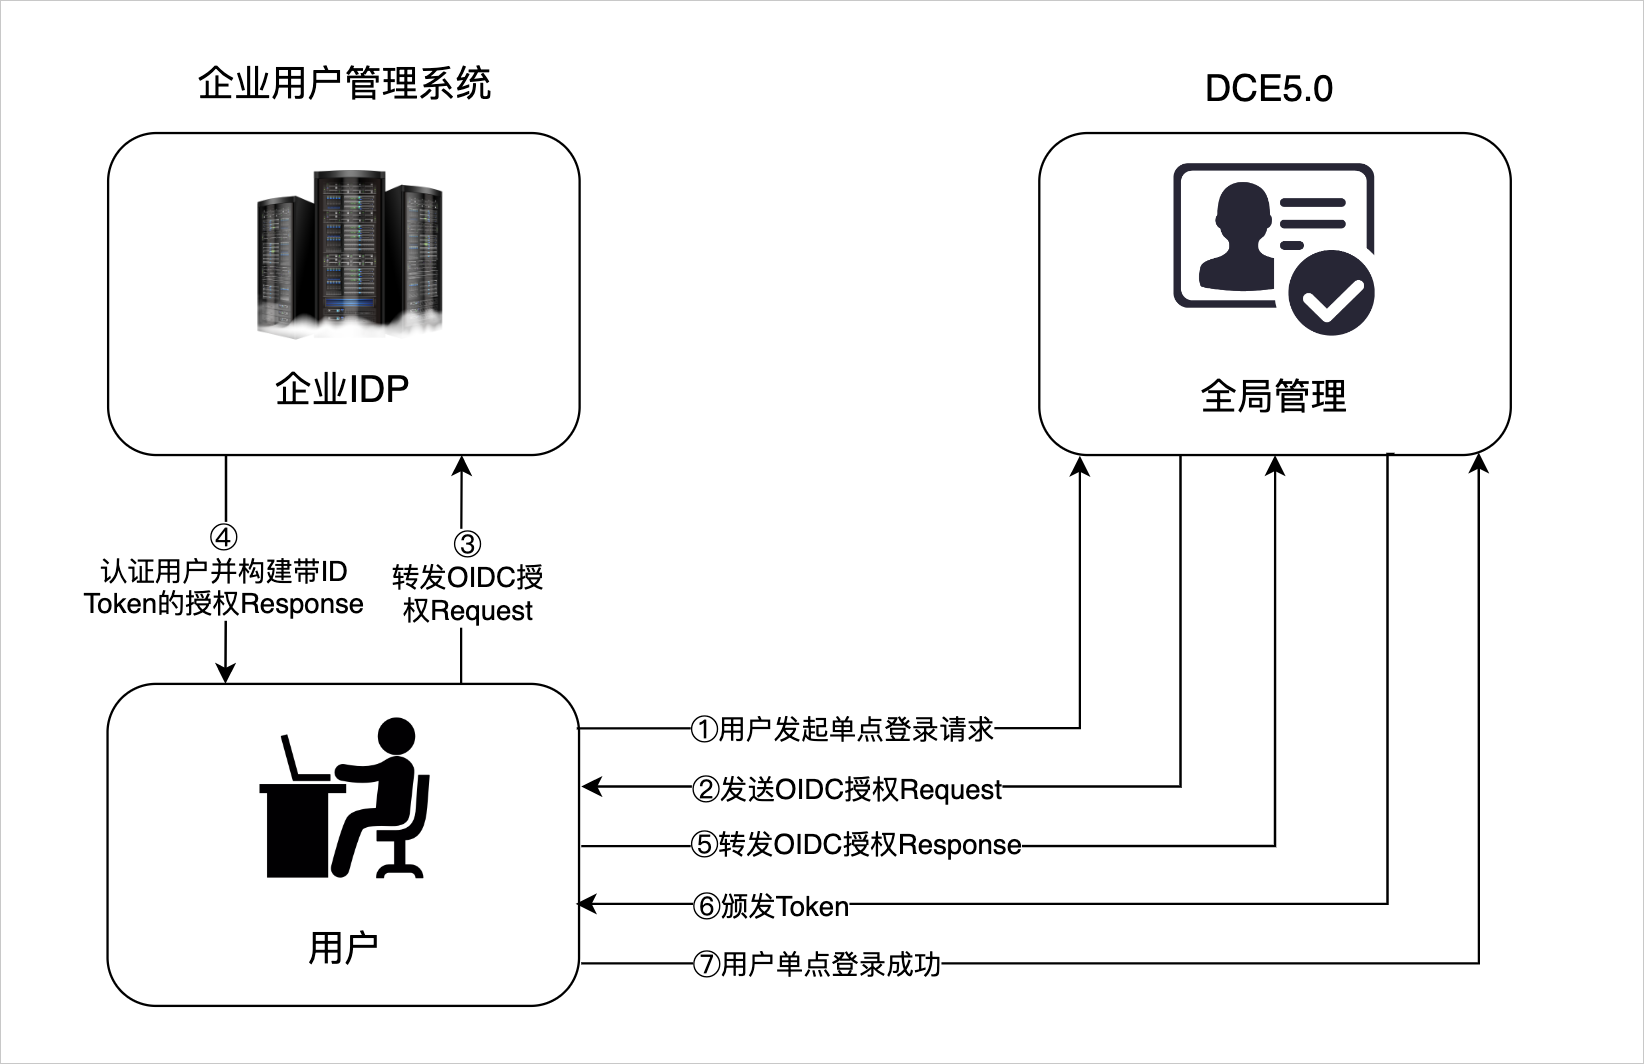 企业用户管理系统
DCE5.0
企业IDP
全局管理
④
认证用户并构建带ID
Token的授权Response
③
转发OIDC授
权Request
①用户发起单点登录请求
②发送OIDC授权Request
⑤转发OIDC授权Response
⑥颁发Token
⑦用户单点登录成功
用户